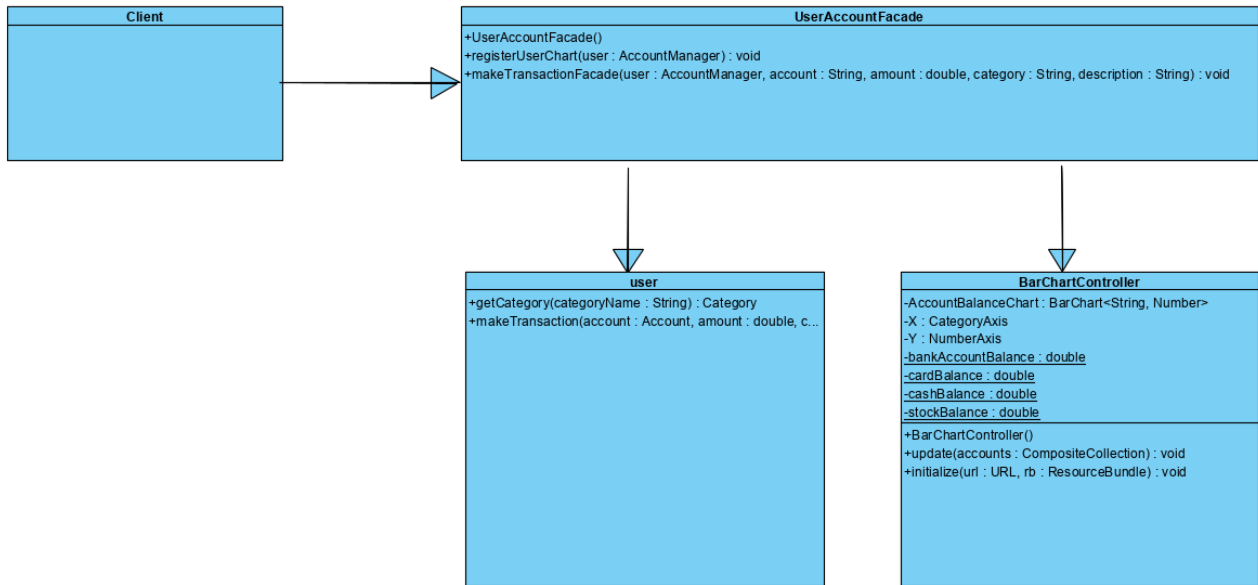 Client
UserAccountFacade
+UserAccountFacade()
+registerUserChart(user : AccountManager) : void
+makeTransactionFacade(user : AccountManager, account : String, amount : double, category : String, description : String) : void
user
+getCategory(categoryName : String) : Category
+makeTransaction(account : Account, amount : double, c...
BarChartController
-AccountBalanceChart : BarChart<String, Number>
-X : CategoryAxis
-Y : NumberAxis
-bankAccountBalance : double
-cardBalance : double
-cashBalance : double
-stockBalance : double
+BarChartController()
+update(accounts : CompositeCollection) : void
+initialize(url : URL, rb : ResourceBundle) : void